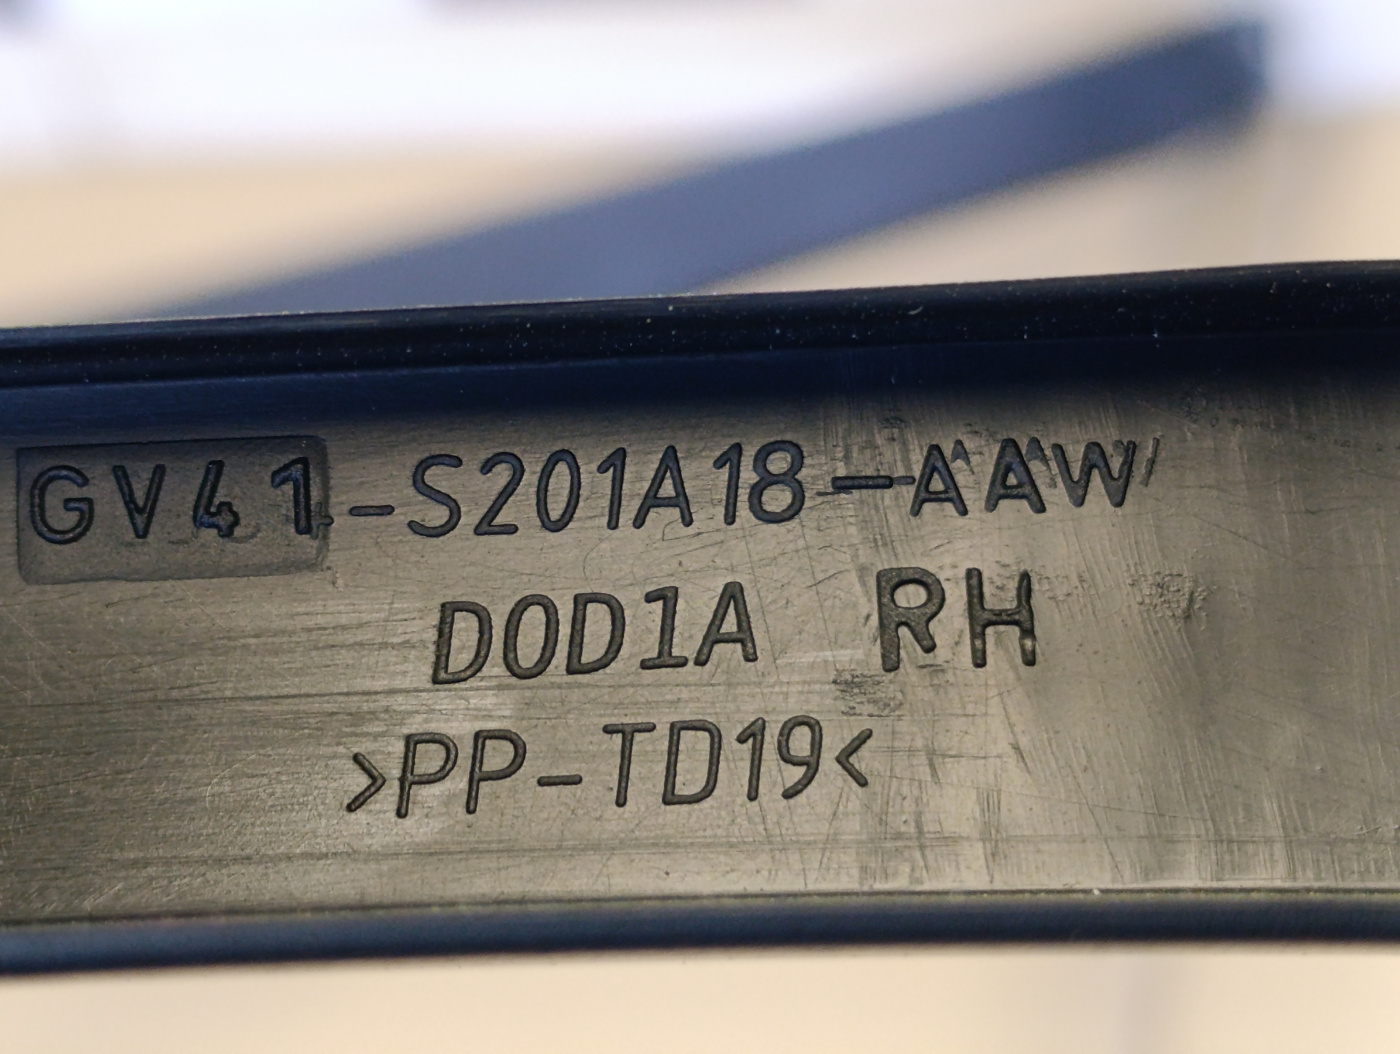 GV41-S201A18-AAW
D0D1A RH
>PP-TD19<